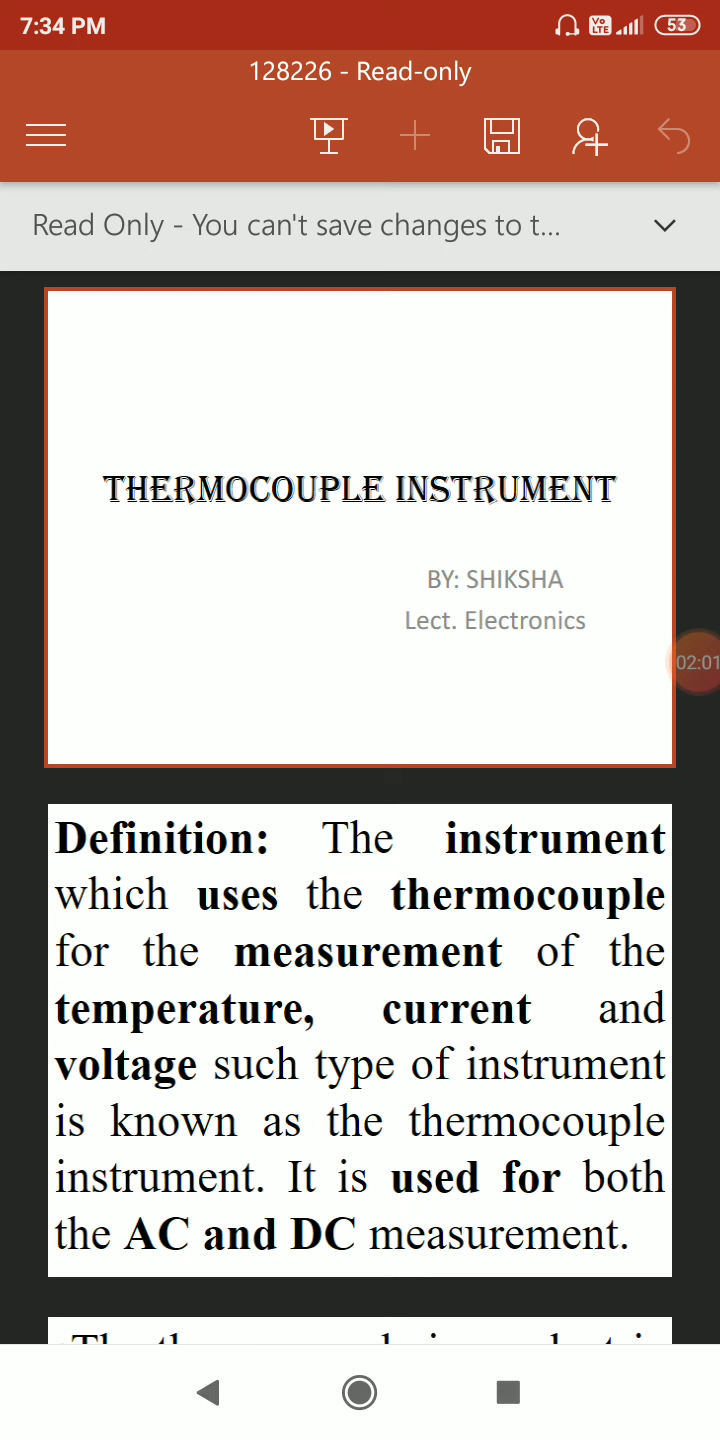 7:34 PM
Vo LTE
53
128226 - Read-only
Read Only - You can't save changes to t...
THERMOCOUPLE INSTRUMENT
BY: SHIKSHA
Lect. Electronics
02:01
Definition: The instrument
which uses the thermocouple
for the measurement of the
temperature, current and
voltage such type of instrument
is known as the thermocouple
instrument. It is used for both
the AC and DC measurement.